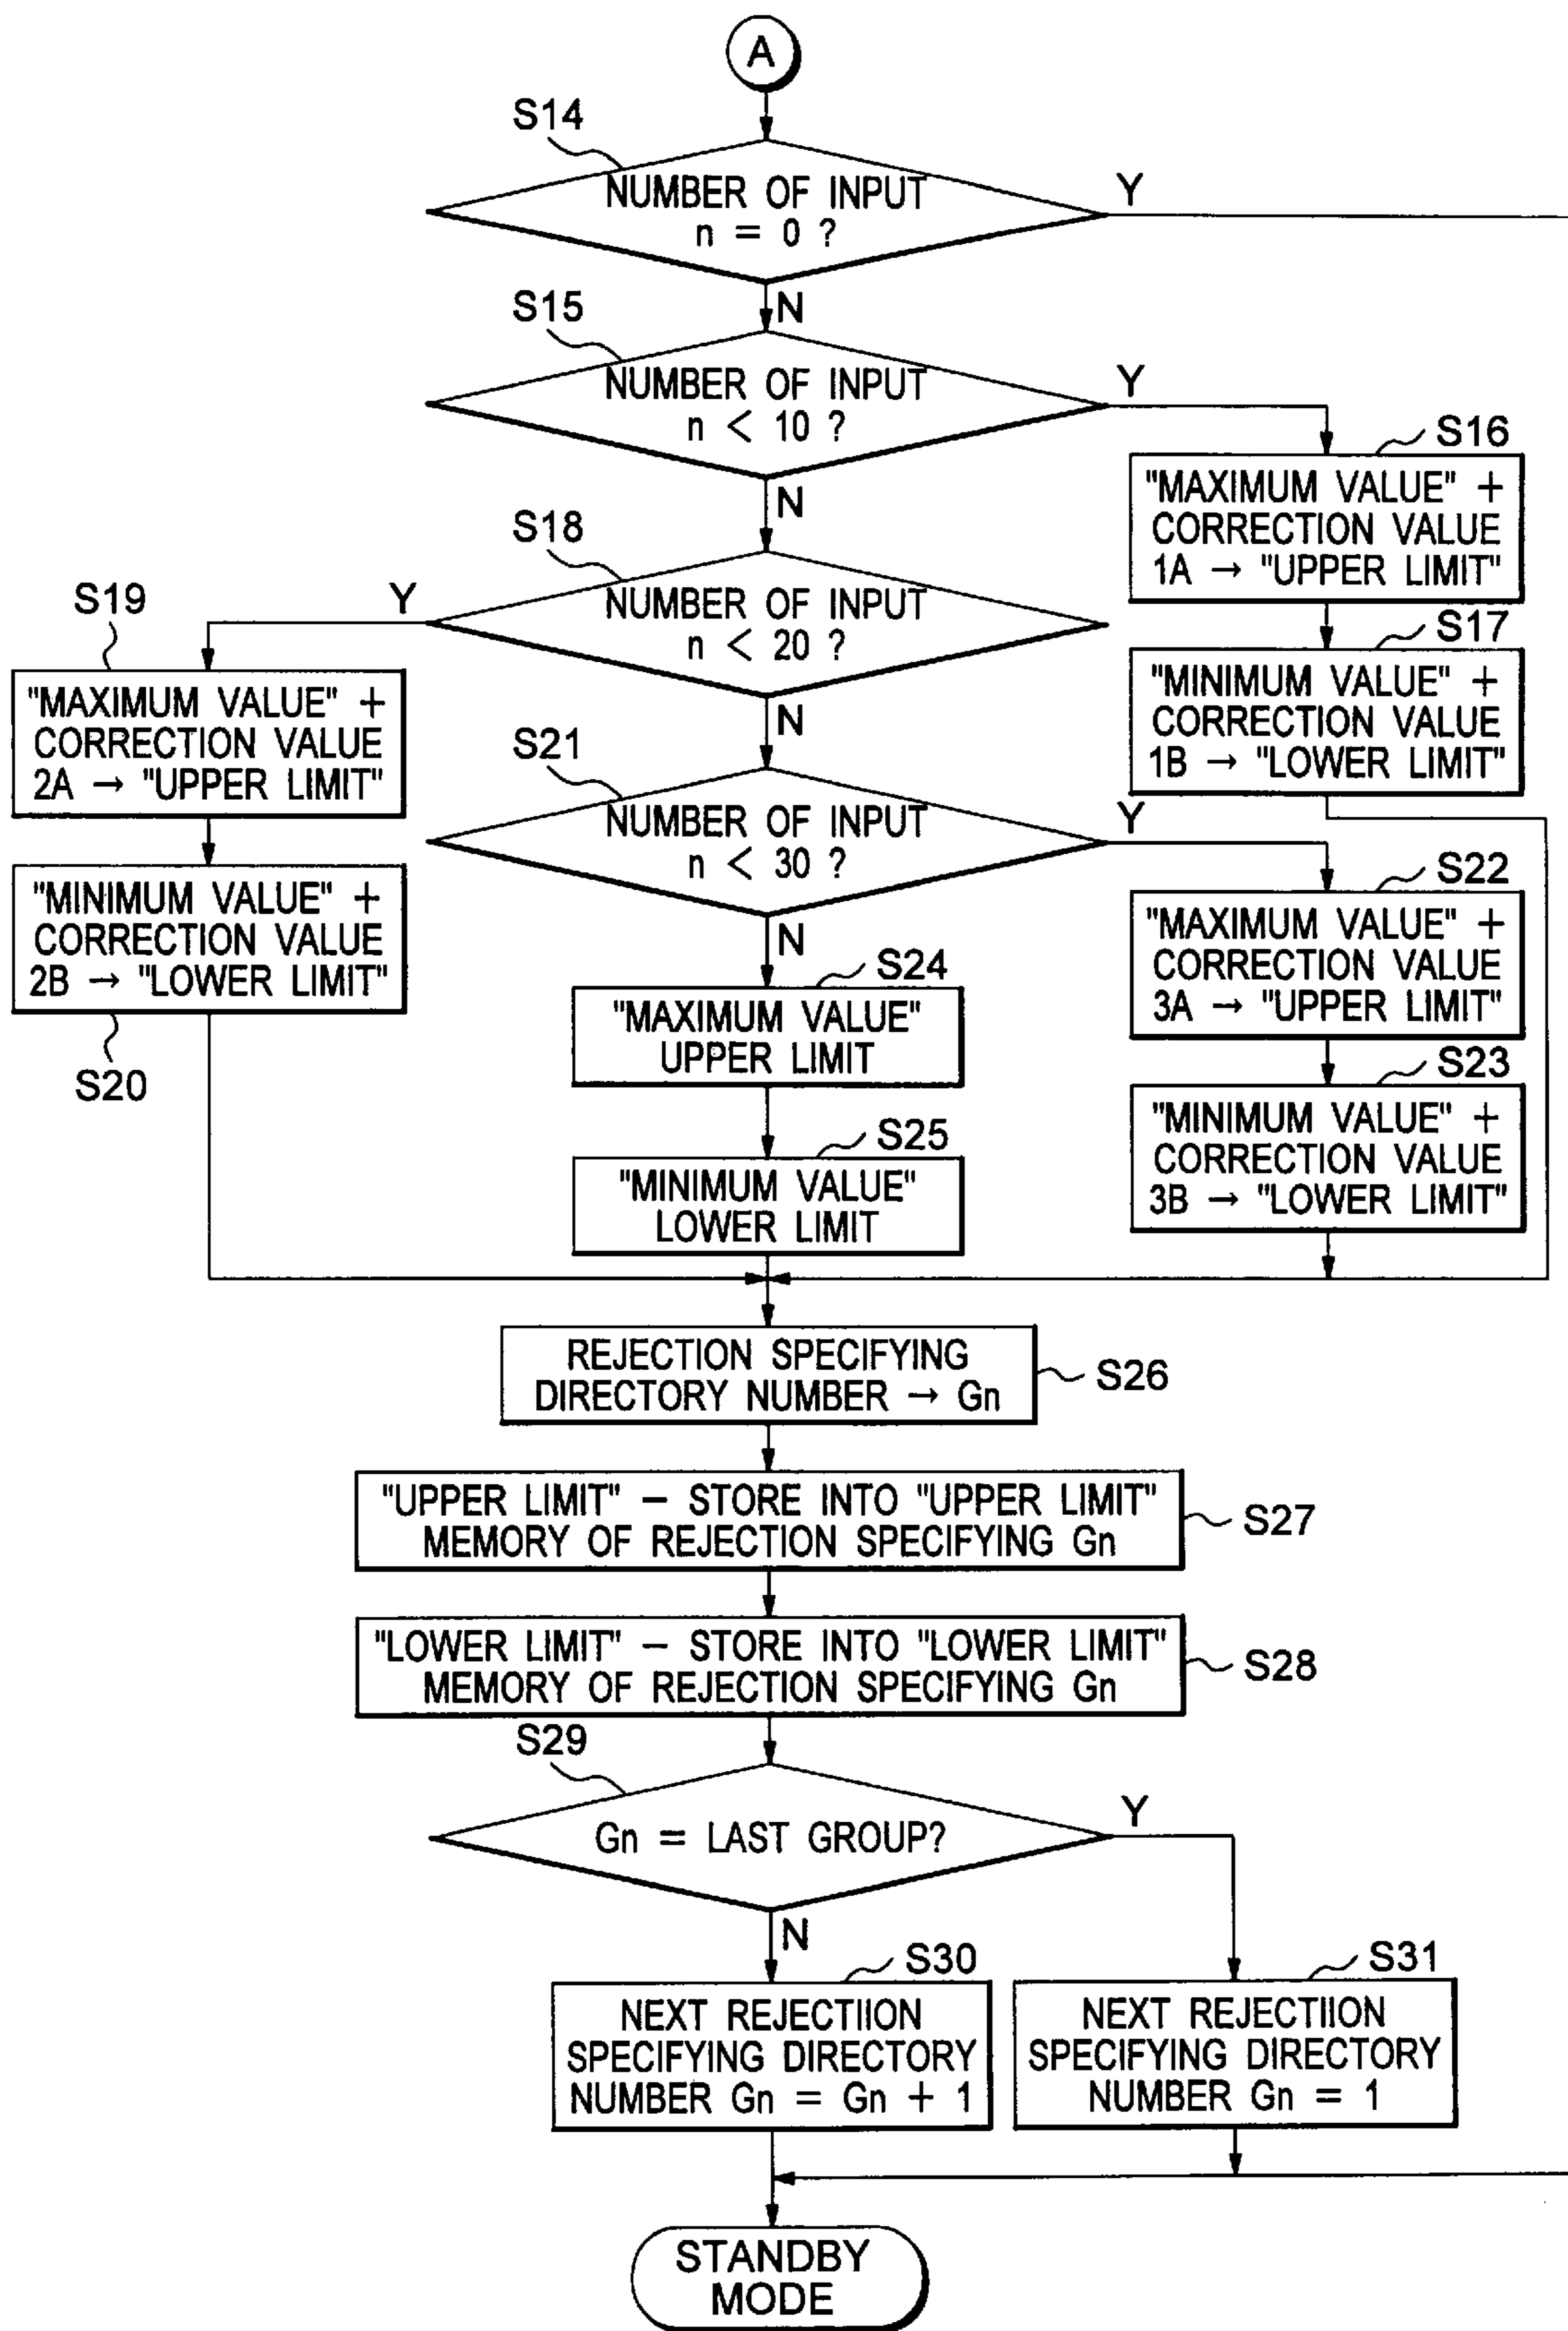 A
S14
NUMBER OF INPUT
n = 0 ?
Y
N
S15
NUMBER OF INPUT
n < 10 ?
Y
N
S16
"MAXIMUM VALUE" +
CORRECTION VALUE
1A → "UPPER LIMIT"
S17
"MINIMUM VALUE" +
CORRECTION VALUE
1B → "LOWER LIMIT"
S18
NUMBER OF INPUT
n < 20 ?
Y
N
S19
"MAXIMUM VALUE" +
CORRECTION VALUE
2A → "UPPER LIMIT"
"MINIMUM VALUE" +
CORRECTION VALUE
2B → "LOWER LIMIT"
S20
S21
NUMBER OF INPUT
n < 30 ?
Y
N
S22
"MAXIMUM VALUE" +
CORRECTION VALUE
3A → "UPPER LIMIT"
S23
"MINIMUM VALUE" +
CORRECTION VALUE
3B → "LOWER LIMIT"
S24
"MAXIMUM VALUE"
UPPER LIMIT
S25
"MINIMUM VALUE"
LOWER LIMIT
REJECTION SPECIFYING
DIRECTORY NUMBER → Gn
S26
"UPPER LIMIT" – STORE INTO "UPPER LIMIT"
MEMORY OF REJECTION SPECIFYING Gn
S27
"LOWER LIMIT" – STORE INTO "LOWER LIMIT"
MEMORY OF REJECTION SPECIFYING Gn
S28
S29
Gn = LAST GROUP?
Y
N
S30
NEXT REJECTIION
SPECIFYING DIRECTORY
NUMBER Gn = Gn + 1
S31
NEXT REJECTIION
SPECIFYING DIRECTORY
NUMBER Gn = 1
STANDBY
MODE